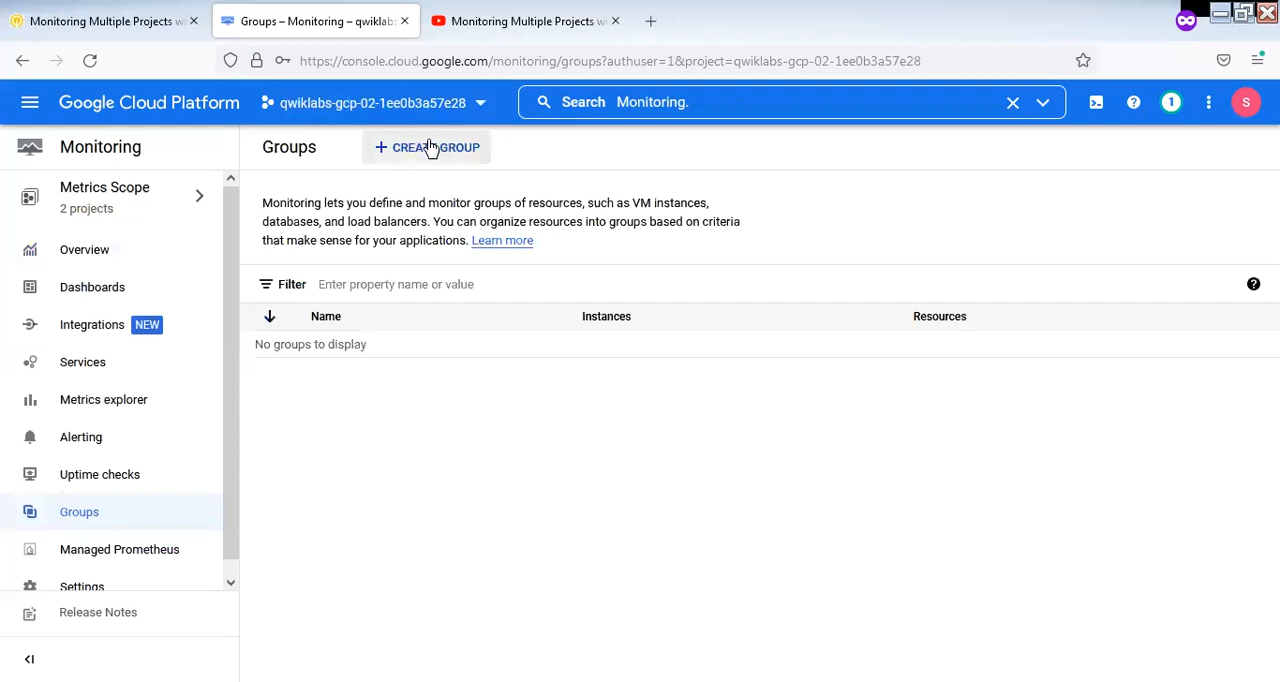 Monitoring Multiple Projects w
Groups – Monitoring – qwiklabs
Monitoring Multiple Projects w
https://console.cloud.google.com/monitoring/groups?authuser=1&project=qwiklabs-gcp-02-1ee0b3a57e28
Google Cloud Platform
qwiklabs-gcp-02-1ee0b3a57e28
Search Monitoring.
1
S
Monitoring
Groups
+ CREATE GROUP
Metrics Scope
2 projects
Monitoring lets you define and monitor groups of resources, such as VM instances,
databases, and load balancers. You can organize resources into groups based on criteria
that make sense for your applications. Learn more
Overview
Dashboards
Integrations NEW
Services
Metrics explorer
Alerting
Uptime checks
Groups
Managed Prometheus
Settings
Release Notes
Filter Enter property name or value
Name Instances Resources
No groups to display